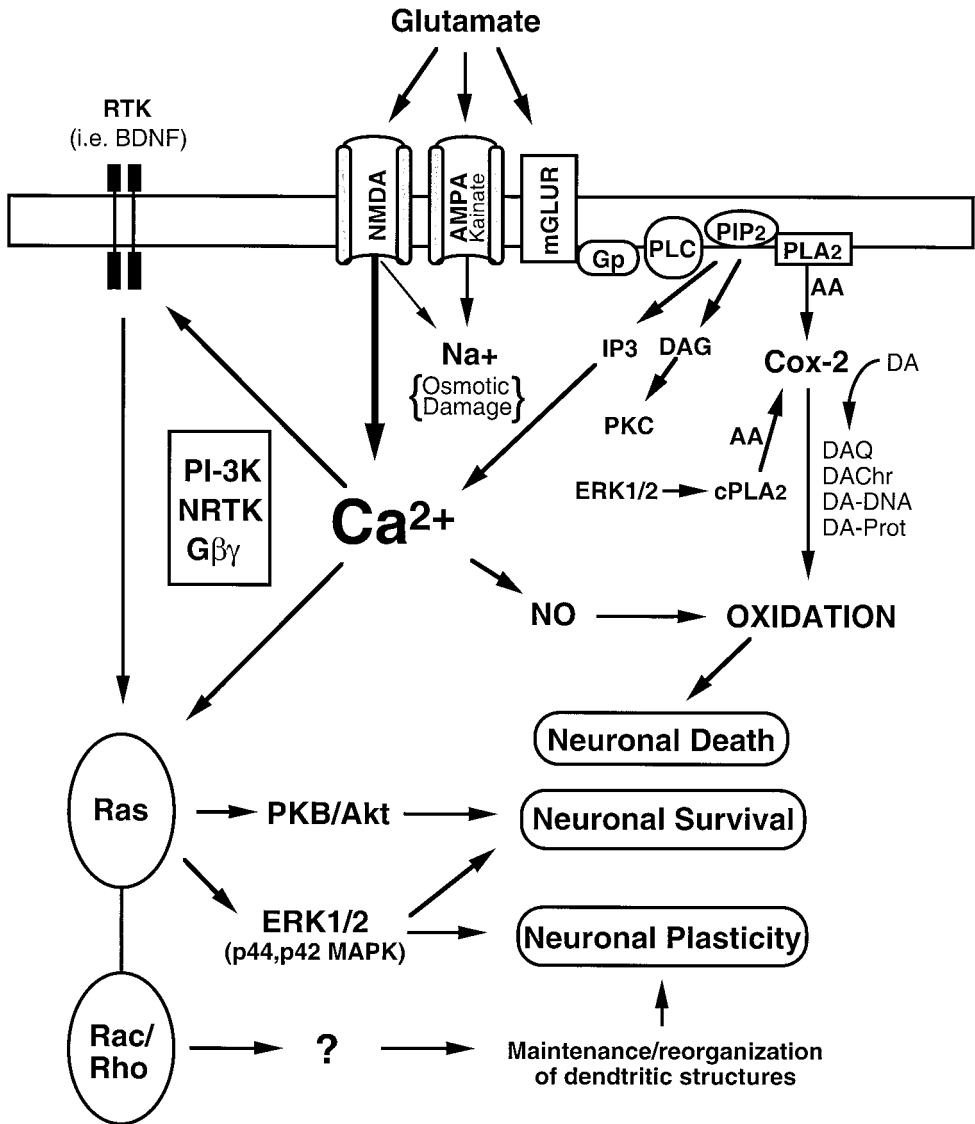 Glutamate
RTK
(i.e. BDNF)
NMDA
AMPA
Kainate
mGLUR
Gp
PLC
PIP2
PLA2
AA
IP3
DAG
Na+
{Osmotic
Damage}
PKC
Cox-2
DA
AA
DAQ
DAChr
DA-DNA
DA-Prot
ERK1/2
cPLA2
PI-3K
NRTK
Gβγ
Ca2+
NO
OXIDATION
Neuronal Death
Ras
PKB/Akt
Neuronal Survival
ERK1/2
(p44,p42 MAPK)
Neuronal Plasticity
Rac/
Rho
?
Maintenance/reorganization
of dendtritic structures